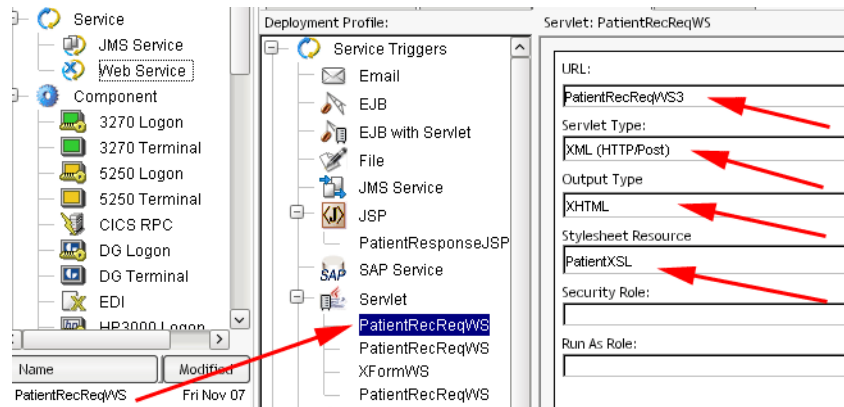 Service
JMS Service
Web Service
Component
3270 Logon
3270 Terminal
5250 Logon
5250 Terminal
CICS RPC
DG Logon
DG Terminal
EDI
HP3000 Logon
Name Modified
PatientRecReqWS Fri Nov 07
Deployment Profile:
Service Triggers
Email
EJB
EJB with Servlet
File
JMS Service
JSP
PatientResponseJSP
SAP SAP Service
Servlet
PatientRecReqWS
PatientRecReqWS
XFormWS
PatientRecReqWS
Servlet: PatientRecReqWS
URL:
PatientRecReqWS3
Servlet Type:
XML (HTTP/Post)
Output Type
XHTML
Stylesheet Resource
PatientXSL
Security Role:
Run As Role: